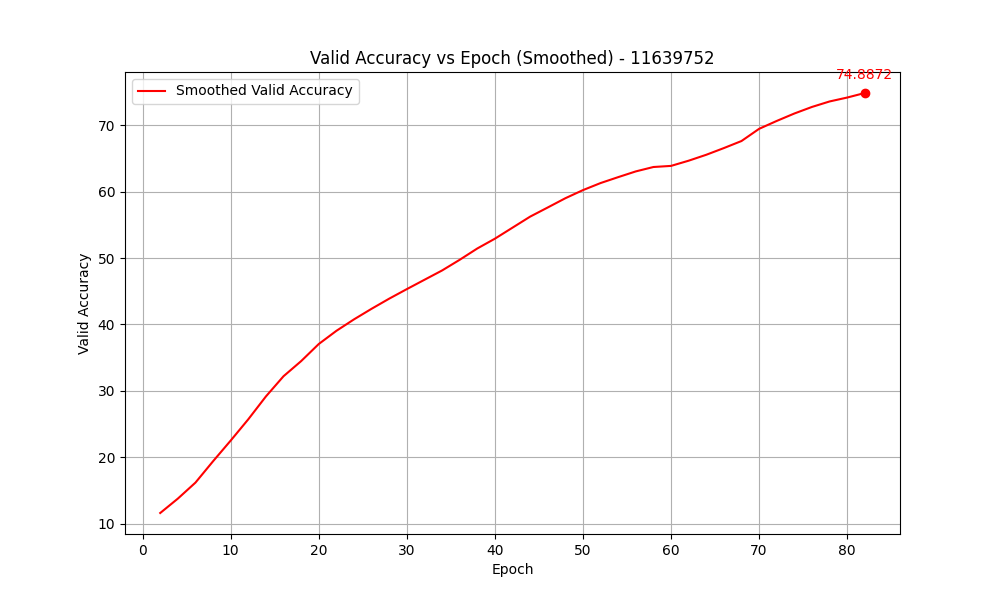 Valid Accuracy vs Epoch (Smoothed) - 11639752
74.8872
Smoothed Valid Accuracy
70
60
50
40
30
20
10
Valid Accuracy
0 10 20 30 40 50 60 70 80
Epoch